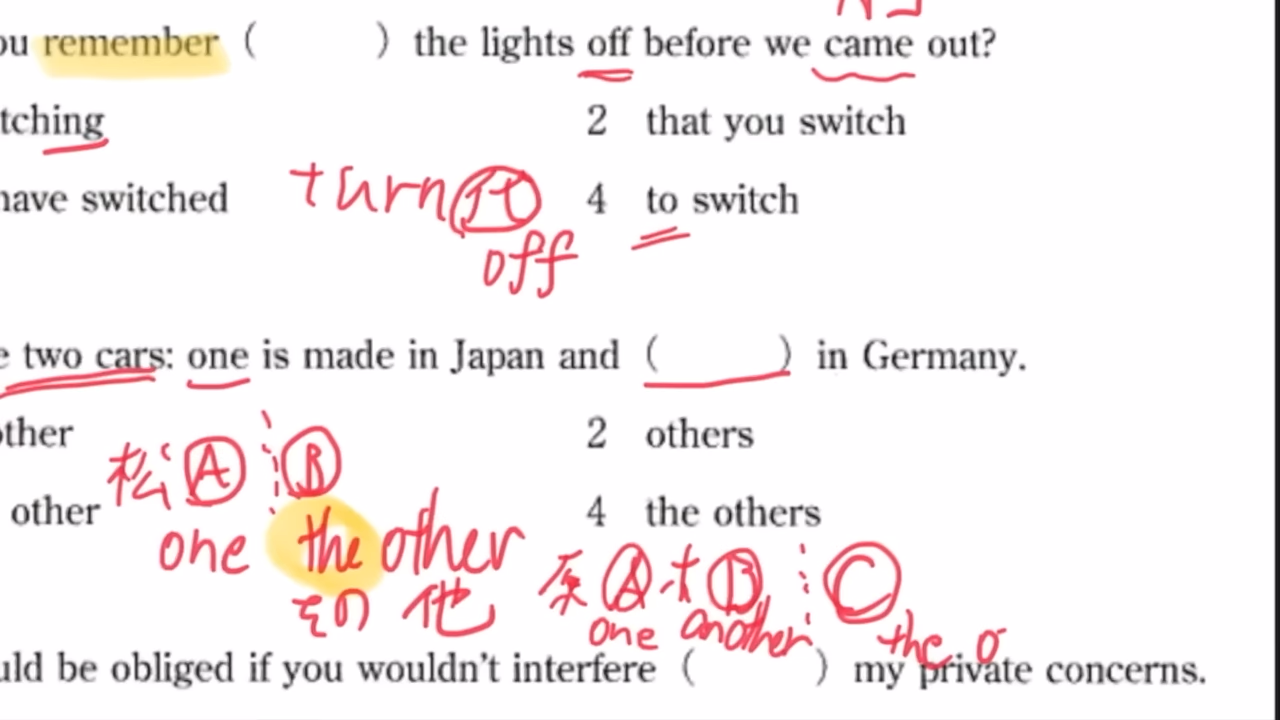 ou remember (      ) the lights off before we came out?
tching
2 that you switch
have switched
turn it off
4 to switch
e two cars: one is made in Japan and (      ) in Germany.
other
2 others
松 A B
other
4 the others
one the other
その 他
A B C
one another the o
uld be obliged if you wouldn't interfere (      ) my private concerns.